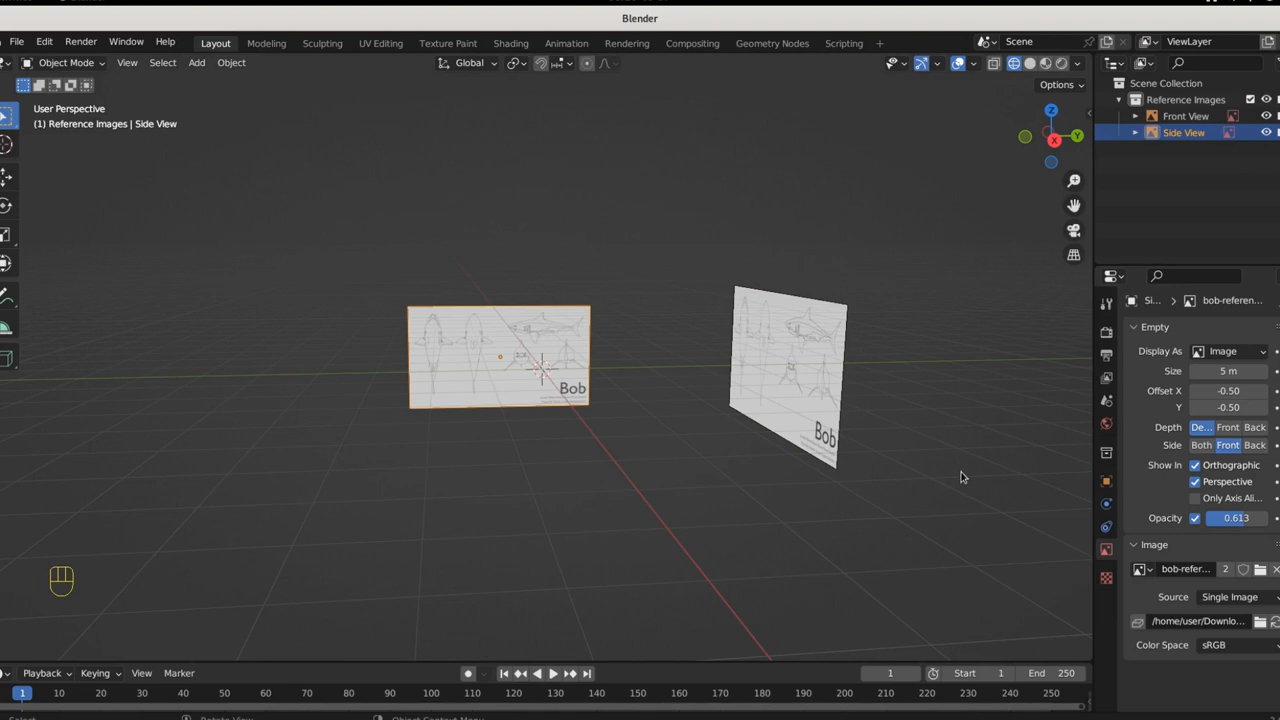 Blender
File Edit Render Window Help Layout Modeling Sculpting UV Editing Texture Paint Shading Animation Rendering Compositing Geometry Nodes Scripting + Scene ViewLayer
Object Mode View Select Add Object Global
Options
User Perspective
(1) Reference Images | Side View
Z
Y
X
Scene Collection
Reference Images
Front View
Side View
Bob
Bob
Si... > bob-referen...
Empty
Display As Image
Size 5 m
Offset X -0.50
Y -0.50
Depth De... Front Back
Side Both Front Back
Show In Orthographic
Perspective
Only Axis Ali...
Opacity 0.613
Image
bob-refer... 2
Source Single Image
/home/user/Downlo...
Color Space sRGB
Playback Keying View Marker 1 Start 1 End 250
1 10 20 30 40 50 60 70 80 90 100 110 120 130 140 150 160 170 180 190 200 210 220 230 240 250